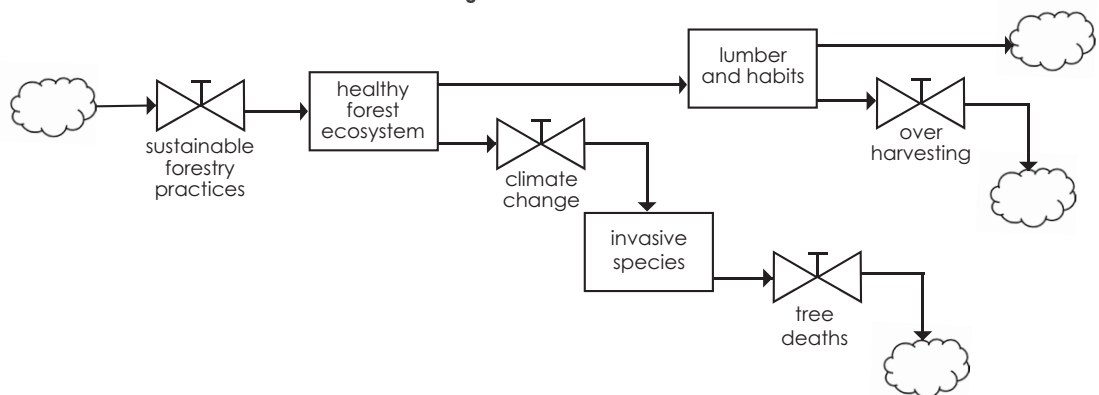 sustainable
forestry
practices
healthy
forest
ecosystem
climate
change
lumber
and habits
over
harvesting
invasive
species
tree
deaths